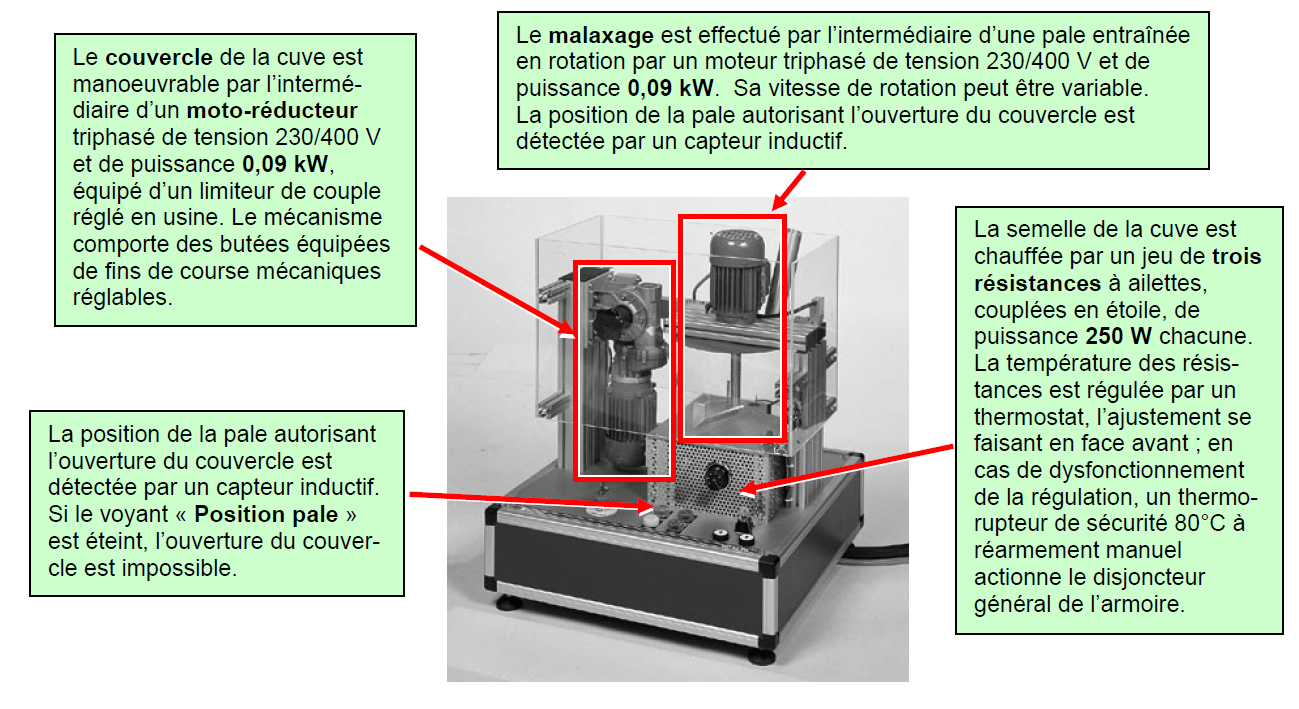 Le couvercle de la cuve est
manoeuvrable par l’intermé-
diaire d’un moto-réducteur
triphasé de tension 230/400 V
et de puissance 0,09 kW,
équipé d’un limiteur de couple
réglé en usine. Le mécanisme
comporte des butées équipées
de fins de course mécaniques
réglables.
Le malaxage est effectué par l’intermédiaire d’une pale entraînée
en rotation par un moteur triphasé de tension 230/400 V et de
puissance 0,09 kW. Sa vitesse de rotation peut être variable.
La position de la pale autorisant l’ouverture du couvercle est
détectée par un capteur inductif.
La semelle de la cuve est
chauffée par un jeu de trois
résistances à ailettes,
couplées en étoile, de
puissance 250 W chacune.
La température des résis-
tances est régulée par un
thermostat, l’ajustement se
faisant en face avant ; en
cas de dysfonctionnement
de la régulation, un thermo-
rupteur de sécurité 80°C à
réarmement manuel
actionne le disjoncteur
général de l’armoire.
La position de la pale autorisant
l’ouverture du couvercle est
détectée par un capteur inductif.
Si le voyant « Position pale »
est éteint, l’ouverture du couver-
cle est impossible.